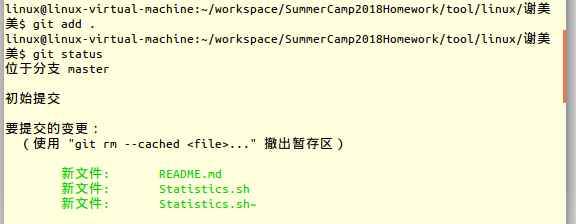 linux@linux-virtual-machine:~/workspace/SummerCamp2018Homework/tool/linux/谢美
美$ git add .
linux@linux-virtual-machine:~/workspace/SummerCamp2018Homework/tool/linux/谢美
美$ git status
位于分支 master
初始提交
要提交的变更：
（使用 "git rm --cached <file>..." 撤出暂存区）
新文件： README.md
新文件： Statistics.sh
新文件： Statistics.sh~